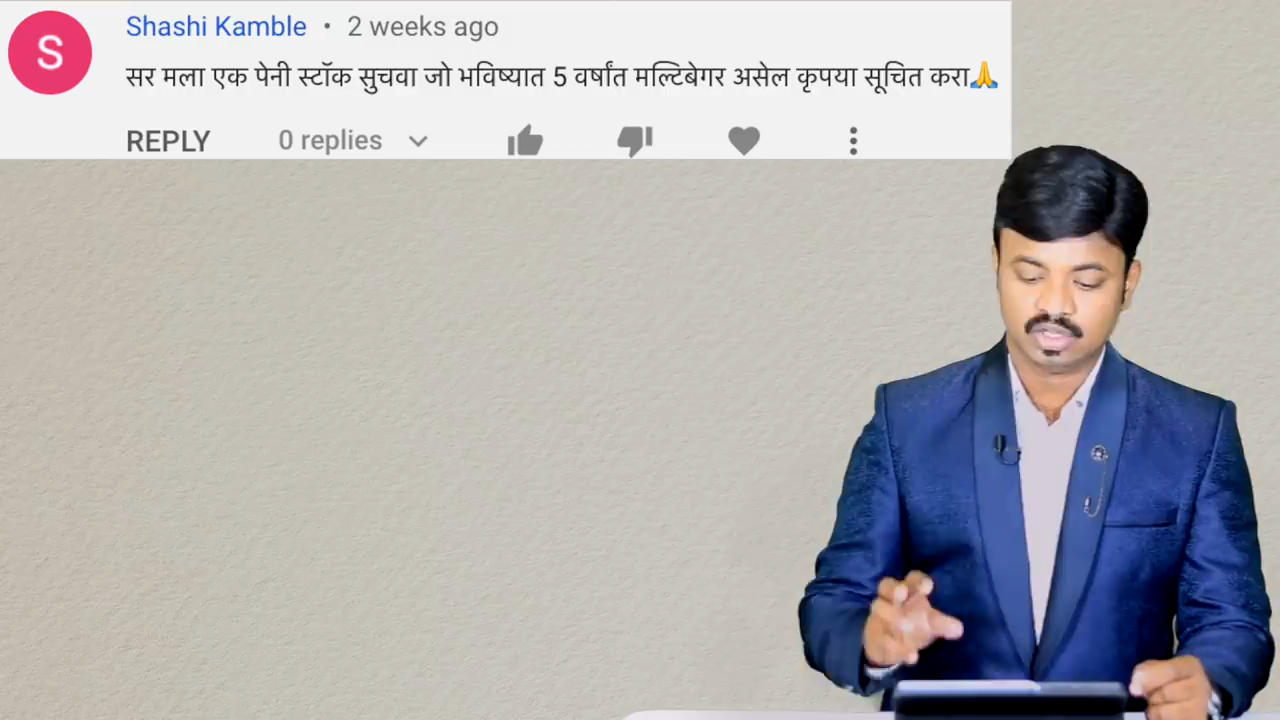 Shashi Kamble • 2 weeks ago
सर मला एक पेनी स्टॉक सुचवा जो भविष्यात 5 वर्षांत मल्टिबेगर असेल कृपया सूचित करा🙏
REPLY 0 replies
S